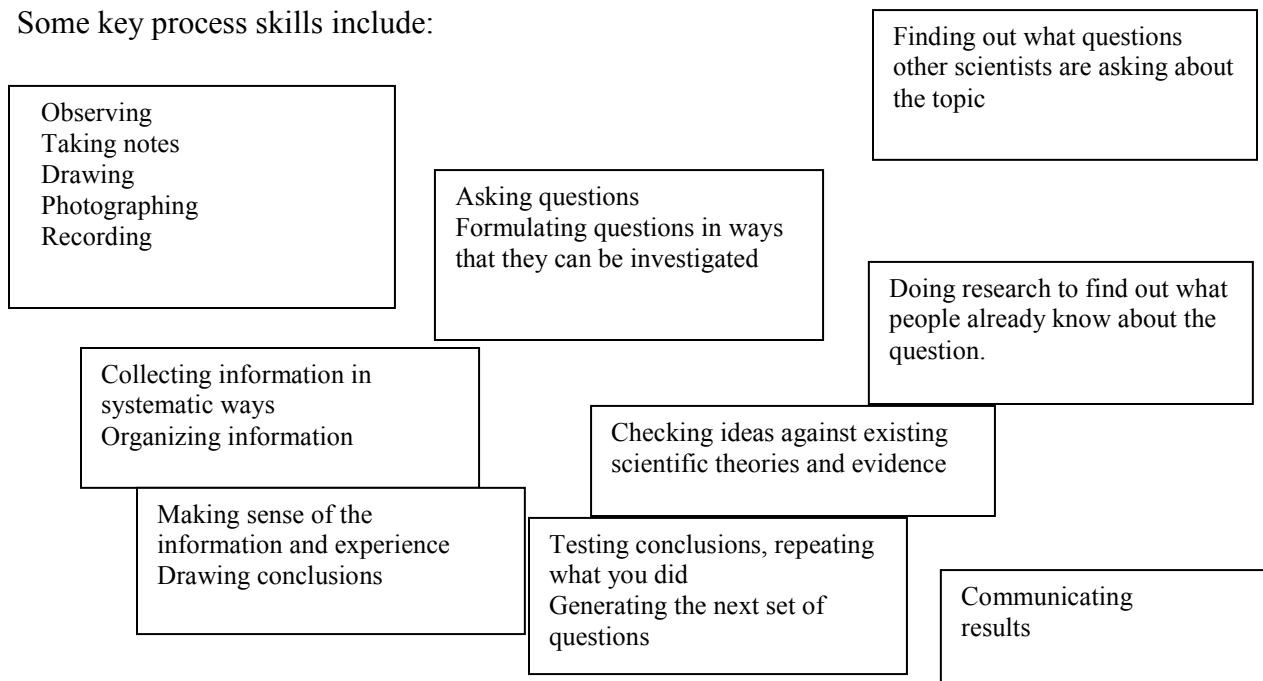 Some key process skills include:
Finding out what questions
other scientists are asking about
the topic
Observing
Taking notes
Drawing
Photographing
Recording
Asking questions
Formulating questions in ways
that they can be investigated
Doing research to find out what
people already know about the
question.
Collecting information in
systematic ways
Organizing information
Checking ideas against existing
scientific theories and evidence
Making sense of the
information and experience
Drawing conclusions
Testing conclusions, repeating
what you did
Generating the next set of
questions
Communicating
results